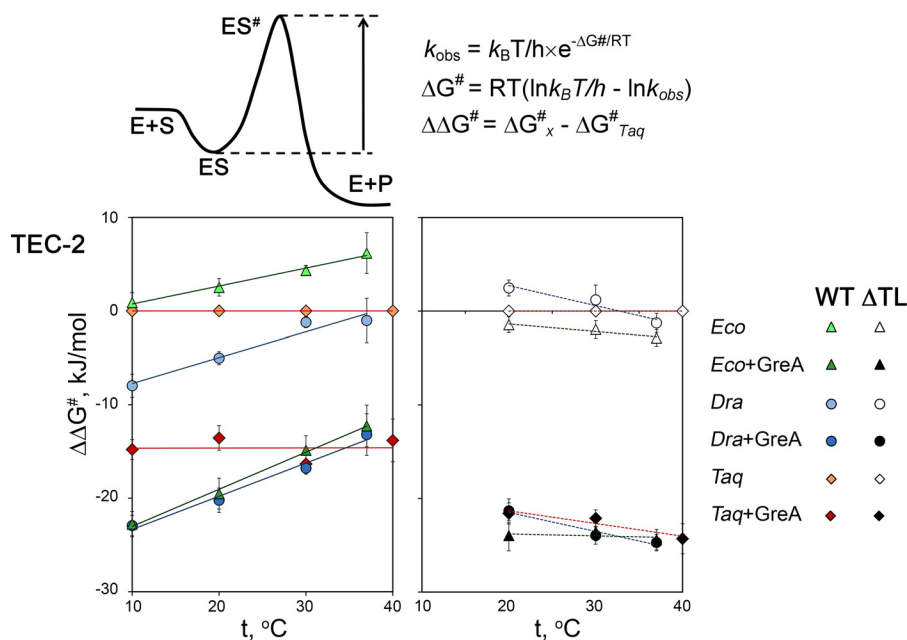 ES#
E+S
ES
E+P
kobs = kBT/h×e-ΔG#/RT
ΔG# = RT(lnkBT/h - lnkobs)
ΔΔG# = ΔG#x - ΔG#Taq
TEC-2
ΔΔG#, kJ/mol
10
0
-10
-20
-30
10 20 30 40
t, oC
10 20 30 40
t, oC
WT ΔTL
Eco
Eco+GreA
Dra
Dra+GreA
Taq
Taq+GreA